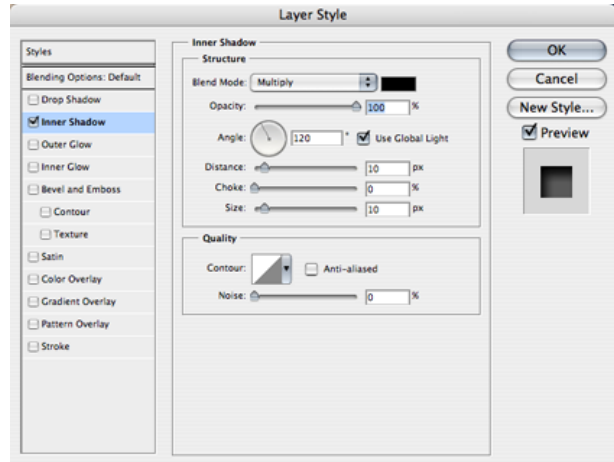 Layer Style
Styles
Blending Options: Default
Drop Shadow
Inner Shadow
Outer Glow
Inner Glow
Bevel and Emboss
Contour
Texture
Satin
Color Overlay
Gradient Overlay
Pattern Overlay
Stroke
Inner Shadow
Structure
Blend Mode: Multiply
Opacity: 100 %
Angle: 120 ° Use Global Light
Distance: 10 px
Choke: 0 %
Size: 10 px
Quality
Contour: Anti-aliased
Noise: 0 %
OK
Cancel
New Style...
Preview